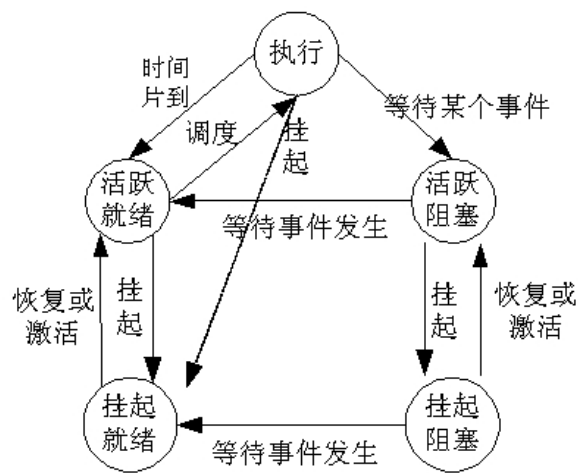 执行
时间
片到
等待某个事件
调度
挂
起
活跃
就绪
活跃
阻塞
等待事件发生
恢复或
激活
挂
起
挂
起
恢复或
激活
挂起
就绪
挂起
阻塞
等待事件发生